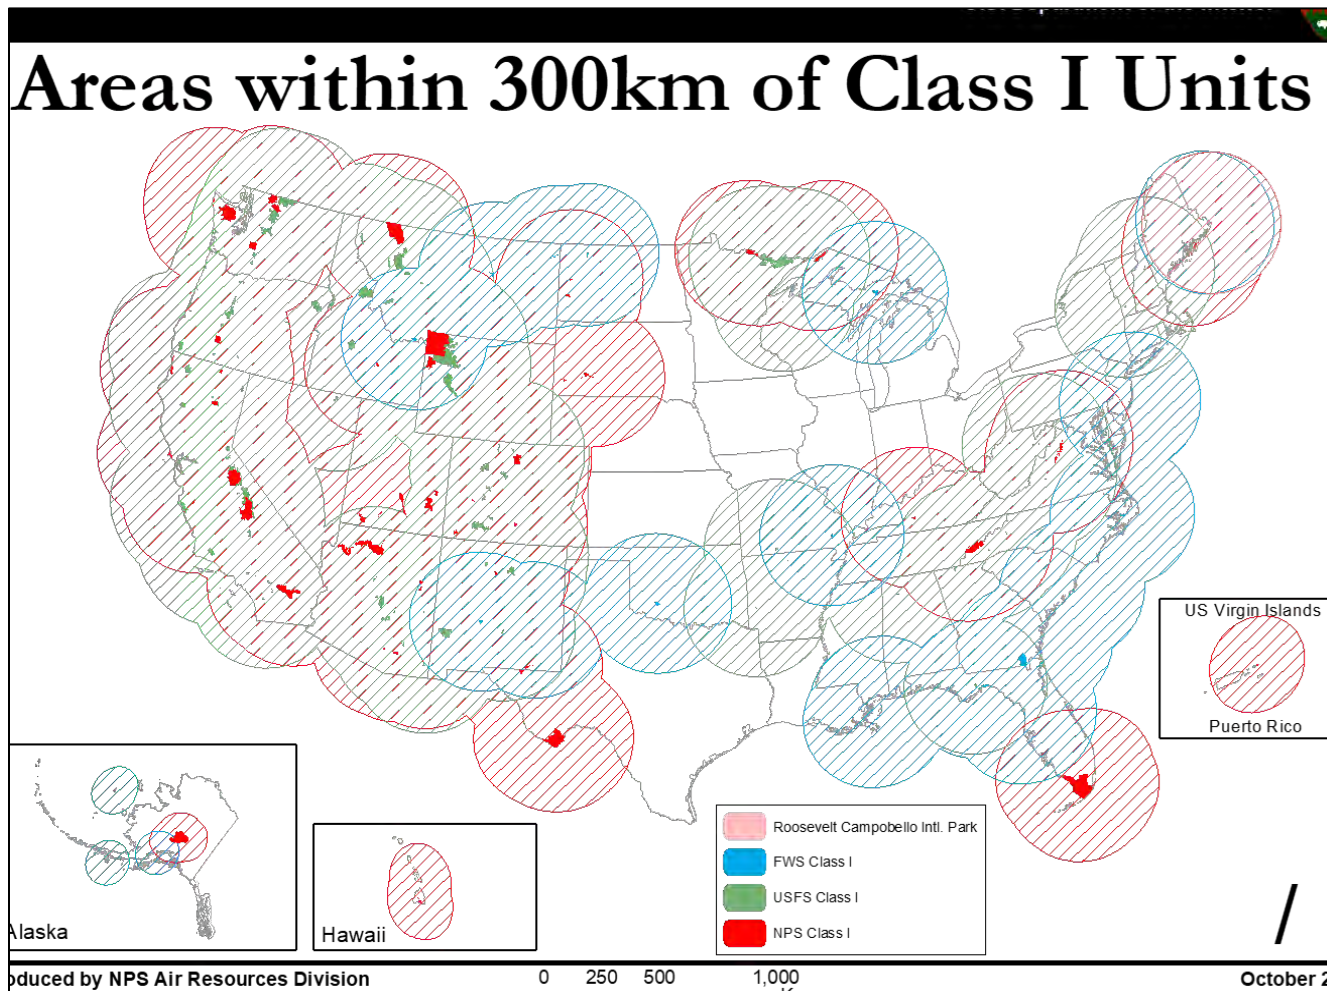 Areas within 300km of Class I Units
US Virgin Islands
Puerto Rico
Roosevelt Campobello Intl. Park
FWS Class I
USFS Class I
NPS Class I
Alaska
Hawaii
oduced by NPS Air Resources Division
0 250 500 1,000
October 2